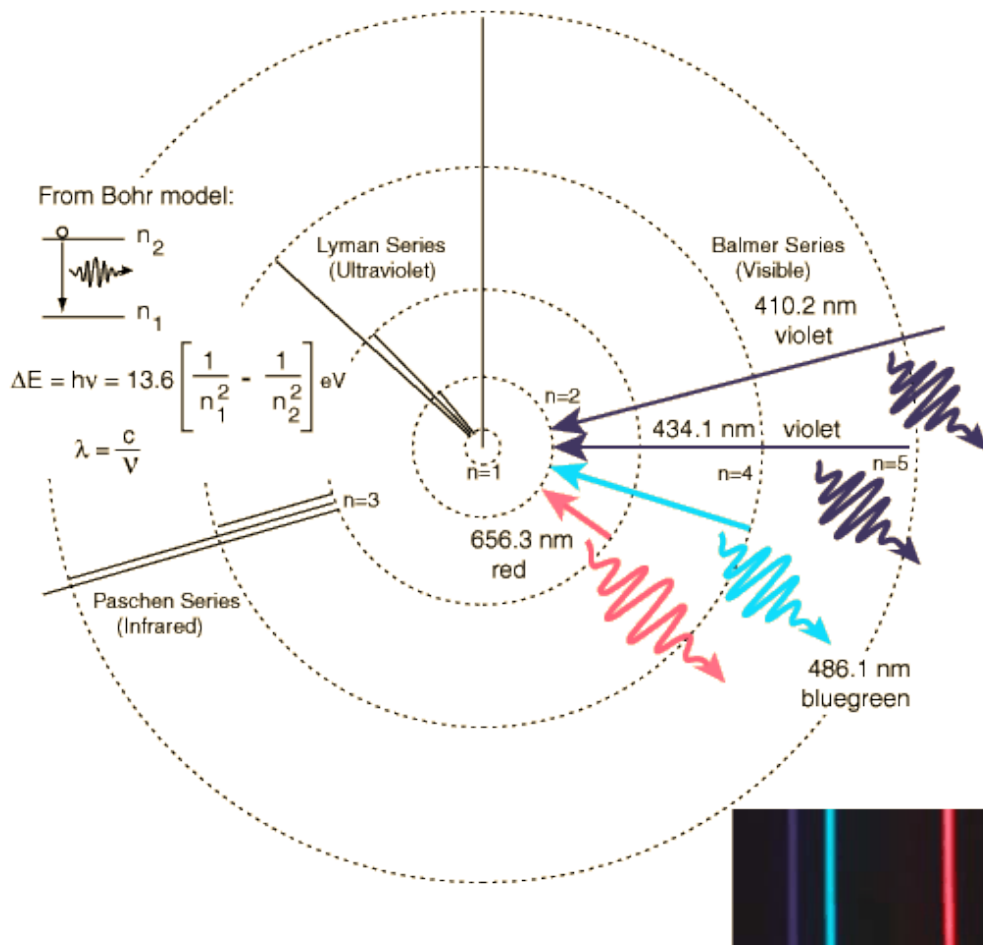 From Bohr model:
n₂
n₁
ΔE = hν = 13.6 [ 1/n₁² - 1/n₂² ] eV
λ = c/ν
Lyman Series
(Ultraviolet)
Balmer Series
(Visible)
410.2 nm
violet
n=2
434.1 nm violet
n=1
n=4
n=5
n=3
656.3 nm
red
Paschen Series
(Infrared)
486.1 nm
bluegreen